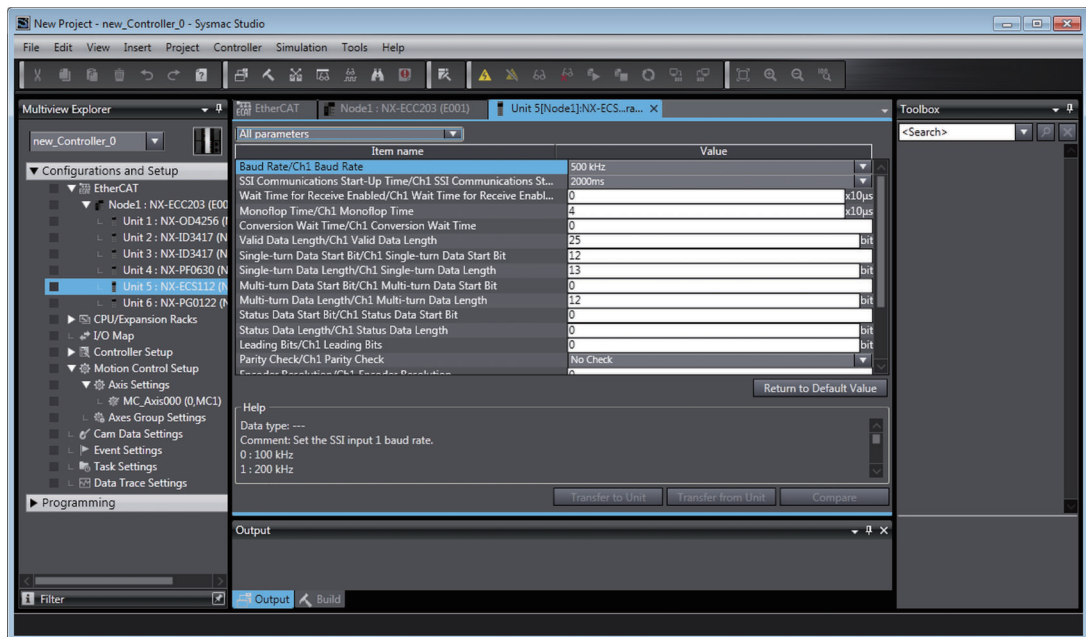 New Project - new_Controller_0 - Sysmac Studio
File Edit View Insert Project Controller Simulation Tools Help
Multiview Explorer
new_Controller_0
Configurations and Setup
EtherCAT
Node1 : NX-ECC203 (E00
Unit 1 : NX-OD4256 (
Unit 2 : NX-ID3417 (N
Unit 3 : NX-ID3417 (N
Unit 4 : NX-PF0630 (N
Unit 5 : NX-ECS112 (N
Unit 6 : NX-PG0122 (N
CPU/Expansion Racks
I/O Map
Controller Setup
Motion Control Setup
Axis Settings
MC_Axis000 (0,MC1)
Axes Group Settings
Cam Data Settings
Event Settings
Task Settings
Data Trace Settings
Programming
Filter
EtherCAT Node1 : NX-ECC203 (E001) Unit 5[Node1]:NX-ECS...ra...
All parameters
Item name Value
Baud Rate/Ch1 Baud Rate 500 kHz
SSI Communications Start-Up Time/Ch1 SSI Communications St... 2000ms
Wait Time for Receive Enabled/Ch1 Wait Time for Receive Enabl... 0 x10µs
Monoflop Time/Ch1 Monoflop Time 4 x10µs
Conversion Wait Time/Ch1 Conversion Wait Time 0
Valid Data Length/Ch1 Valid Data Length 25 bit
Single-turn Data Start Bit/Ch1 Single-turn Data Start Bit 12
Single-turn Data Length/Ch1 Single-turn Data Length 13 bit
Multi-turn Data Start Bit/Ch1 Multi-turn Data Start Bit 0
Multi-turn Data Length/Ch1 Multi-turn Data Length 12 bit
Status Data Start Bit/Ch1 Status Data Start Bit 0
Status Data Length/Ch1 Status Data Length 0 bit
Leading Bits/Ch1 Leading Bits 0 bit
Parity Check/Ch1 Parity Check No Check
Encoder Resolution/Ch1 Encoder Resolution 0
Return to Default Value
Help
Data type: ---
Comment: Set the SSI input 1 baud rate.
0 : 100 kHz
1 : 200 kHz
Transfer to Unit Transfer from Unit Compare
Output
Output Build
Toolbox
<Search>